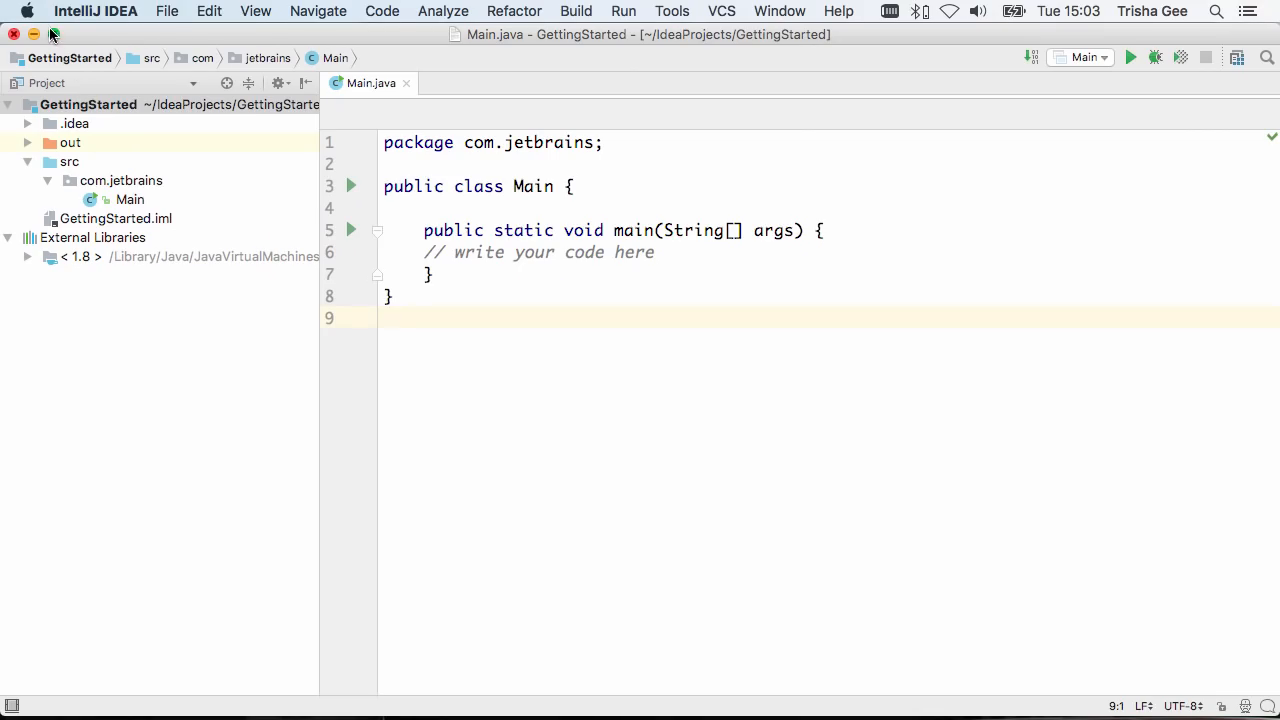 IntelliJ IDEA File Edit View Navigate Code Analyze Refactor Build Run Tools VCS Window Help Tue 15:03 Trisha Gee
Main.java - GettingStarted - [~/IdeaProjects/GettingStarted]
GettingStarted src com jetbrains Main Main
Project Main.java
GettingStarted ~/IdeaProjects/GettingStarte
.idea
out
src
com.jetbrains
Main
GettingStarted.iml
External Libraries
< 1.8 > /Library/Java/JavaVirtualMachines
1 package com.jetbrains;
2
3 public class Main {
4
5 public static void main(String[] args) {
6 // write your code here
7 }
8 }
9
9:1 LF UTF-8